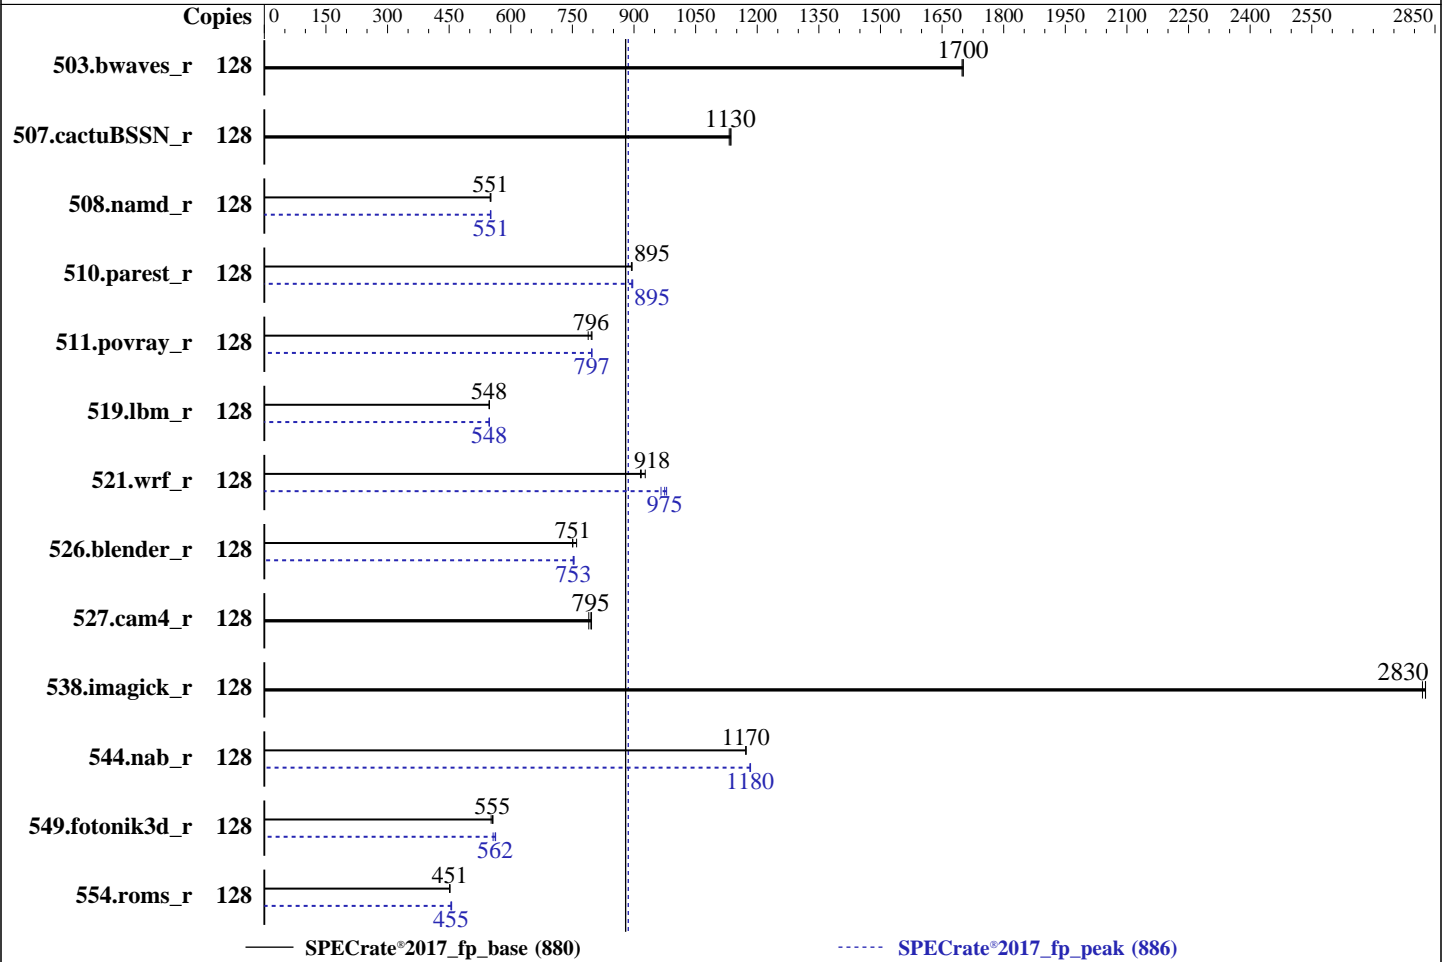 Copies 0 150 300 450 600 750 900 1050 1200 1350 1500 1650 1800 1950 2100 2250 2400 2550 2850
503.bwaves_r 128 1700
507.cactuBSSN_r 128 1130
508.namd_r 128 551
551
510.parest_r 128 895
895
511.povray_r 128 796
797
519.lbm_r 128 548
548
521.wrf_r 128 918
975
526.blender_r 128 751
753
527.cam4_r 128 795
538.imagick_r 128 2830
544.nab_r 128 1170
1180
549.fotonik3d_r 128 555
562
554.roms_r 128 451
455
SPECrate®2017_fp_base (880) SPECrate®2017_fp_peak (886)